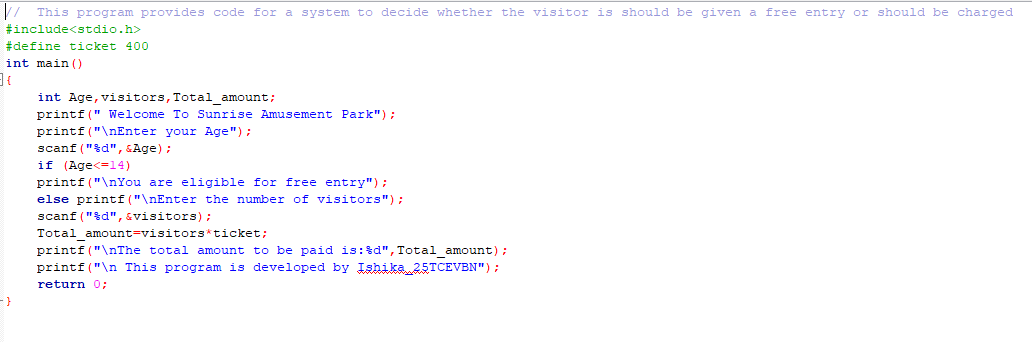 //  This program provides code for a system to decide whether the visitor is should be given a free entry or should be charged
#include<stdio.h>
#define ticket 400
int main()
{
    int Age,visitors,Total_amount;
    printf(" Welcome To Sunrise Amusement Park");
    printf("\nEnter your Age");
    scanf("%d",&Age);
    if (Age<=14)
    printf("\nYou are eligible for free entry");
    else printf("\nEnter the number of visitors");
    scanf("%d",&visitors);
    Total_amount=visitors*ticket;
    printf("\nThe total amount to be paid is:%d",Total_amount);
    printf("\n This program is developed by Ishika_25TCEVBN");
    return 0;
}